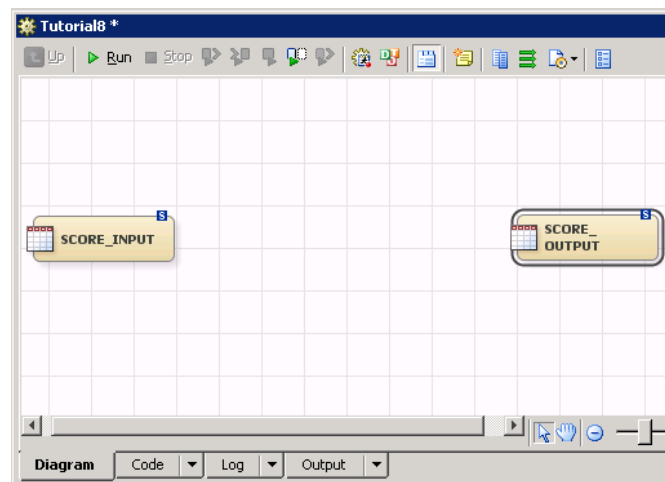 Tutorial8 *
Up Run Stop
S
SCORE_INPUT
S
SCORE_
OUTPUT
Diagram Code Log Output